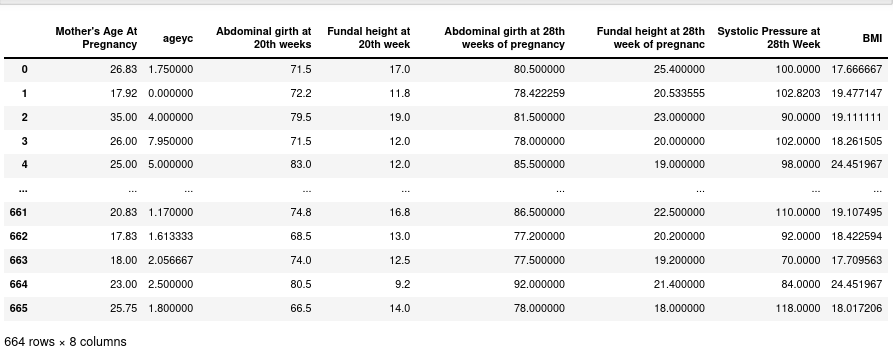 Mother's Age At Pregnancy ageyc Abdominal girth at 20th weeks Fundal height at 20th week Abdominal girth at 28th weeks of pregnancy Fundal height at 28th week of pregnanc Systolic Pressure at 28th Week BMI
0 26.83 1.750000 71.5 17.0 80.500000 25.400000 100.0000 17.666667
1 17.92 0.000000 72.2 11.8 78.422259 20.533555 102.8203 19.477147
2 35.00 4.000000 79.5 19.0 81.500000 23.000000 90.0000 19.111111
3 26.00 7.950000 71.5 12.0 78.000000 20.000000 102.0000 18.261505
4 25.00 5.000000 83.0 12.0 85.500000 19.000000 98.0000 24.451967
... ... ... ... ... ... ... ... ...
661 20.83 1.170000 74.8 16.8 86.500000 22.500000 110.0000 19.107495
662 17.83 1.613333 68.5 13.0 77.200000 20.200000 92.0000 18.422594
663 18.00 2.056667 74.0 12.5 77.500000 19.200000 70.0000 17.709563
664 23.00 2.500000 80.5 9.2 92.000000 21.400000 84.0000 24.451967
665 25.75 1.800000 66.5 14.0 78.000000 18.000000 118.0000 18.017206
664 rows × 8 columns